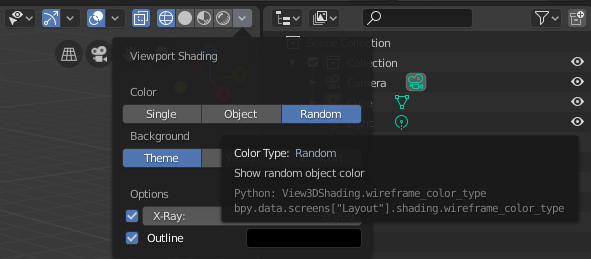 Scene Collection
Viewport Shading
Collection
Camera
Color
Single Object Random
Background
Theme
Color Type: Random
Show random object color
Options
Python: View3DShading.wireframe_color_type
X-Ray:
bpy.data.screens["Layout"].shading.wireframe_color_type
Outline